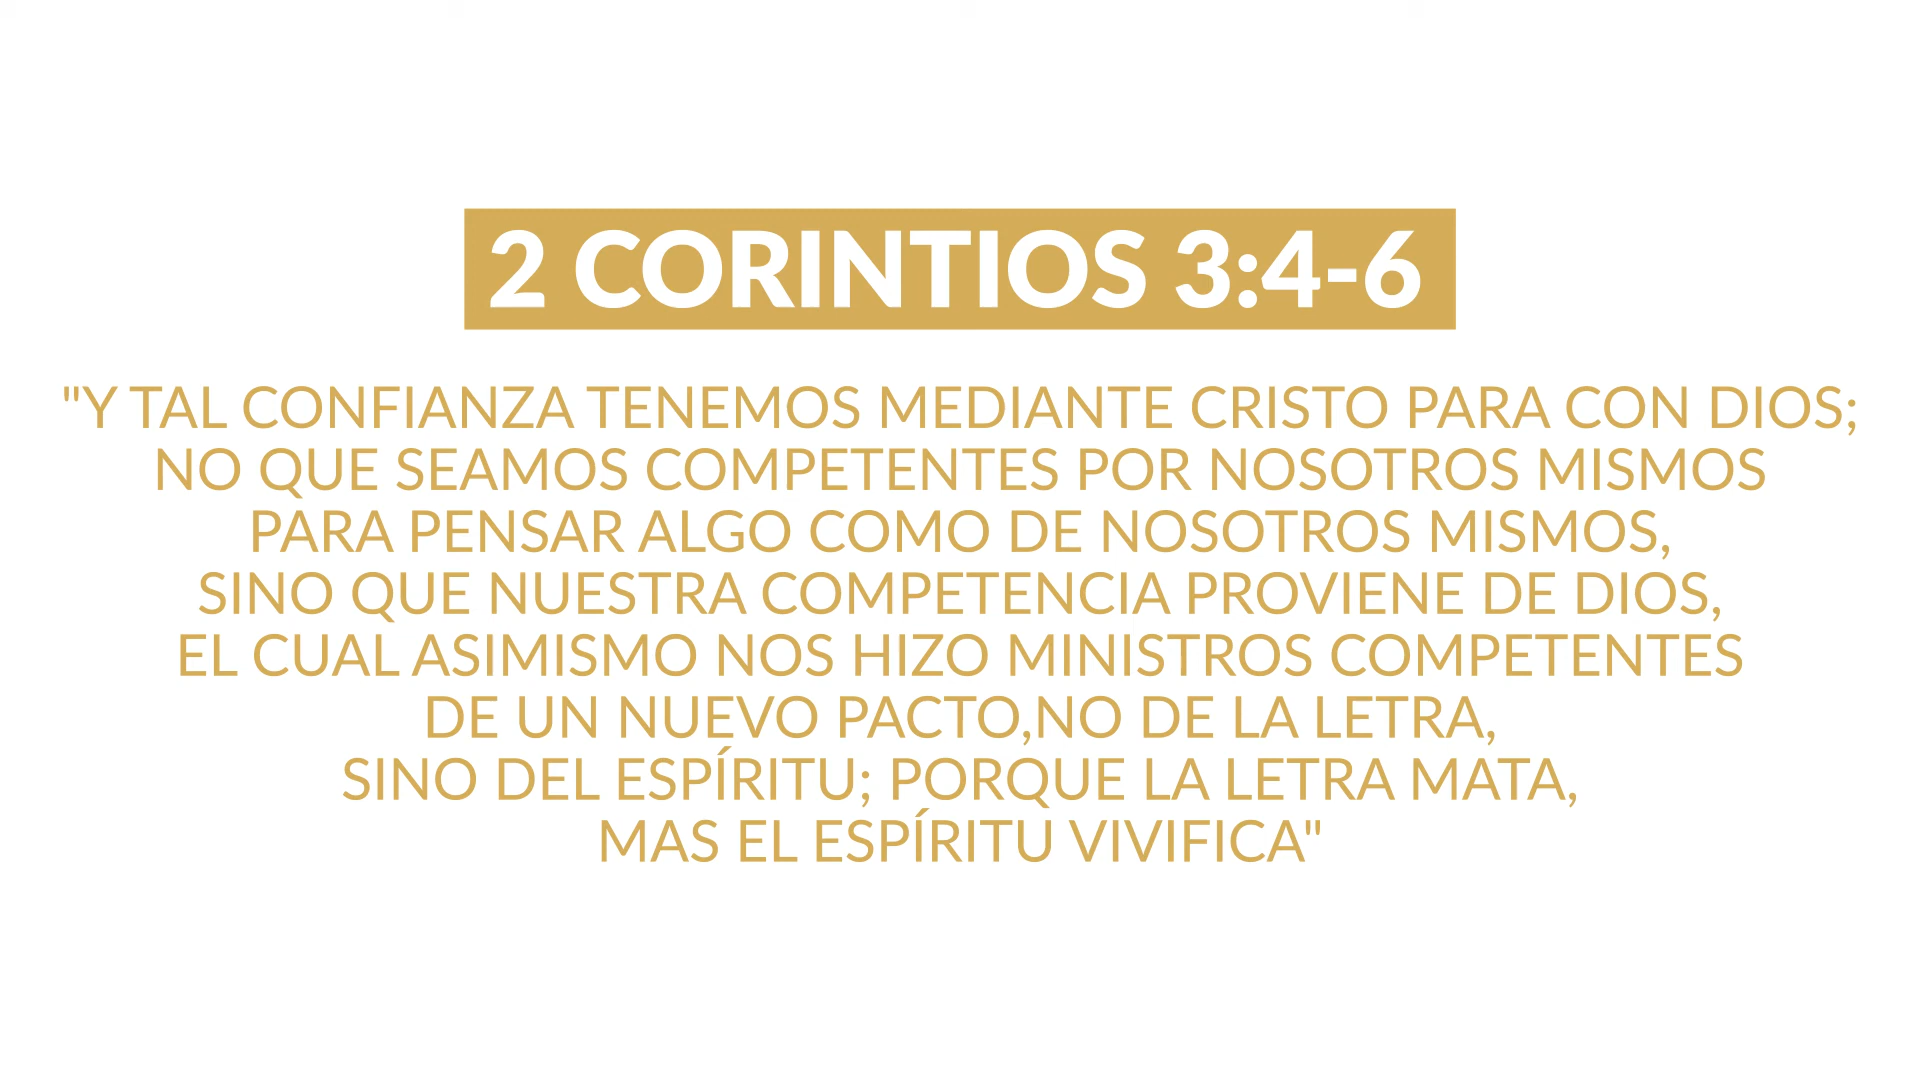 2 CORINTIOS 3:4-6
"Y TAL CONFIANZA TENEMOS MEDIANTE CRISTO PARA CON DIOS;
NO QUE SEAMOS COMPETENTES POR NOSOTROS MISMOS
PARA PENSAR ALGO COMO DE NOSOTROS MISMOS,
SINO QUE NUESTRA COMPETENCIA PROVIENE DE DIOS,
EL CUAL ASIMISMO NOS HIZO MINISTROS COMPETENTES
DE UN NUEVO PACTO,NO DE LA LETRA,
SINO DEL ESPÍRITU; PORQUE LA LETRA MATA,
MAS EL ESPÍRITU VIVIFICA"